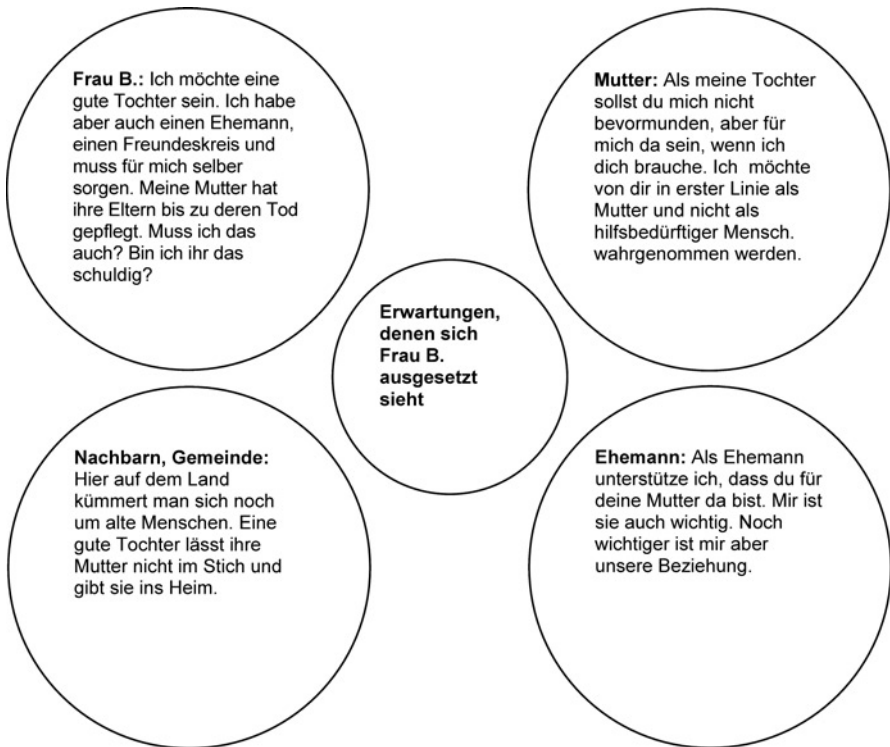 Frau B.: Ich möchte eine
gute Tochter sein. Ich habe
aber auch einen Ehemann,
einen Freundeskreis und
muss für mich selber
sorgen. Meine Mutter hat
ihre Eltern bis zu deren Tod
gepflegt. Muss ich das
auch? Bin ich ihr das
schuldig?
Mutter: Als meine Tochter
sollst du mich nicht
bevormunden, aber für
mich da sein, wenn ich
dich brauche. Ich möchte
von dir in erster Linie als
Mutter und nicht als
hilfsbedürftiger Mensch.
wahrgenommen werden.
Erwartungen,
denen sich
Frau B.
ausgesetzt
sieht
Nachbarn, Gemeinde:
Hier auf dem Land
kümmert man sich noch
um alte Menschen. Eine
gute Tochter lässt ihre
Mutter nicht im Stich und
gibt sie ins Heim.
Ehemann: Als Ehemann
unterstütze ich, dass du für
deine Mutter da bist. Mir ist
sie auch wichtig. Noch
wichtiger ist mir aber
unsere Beziehung.